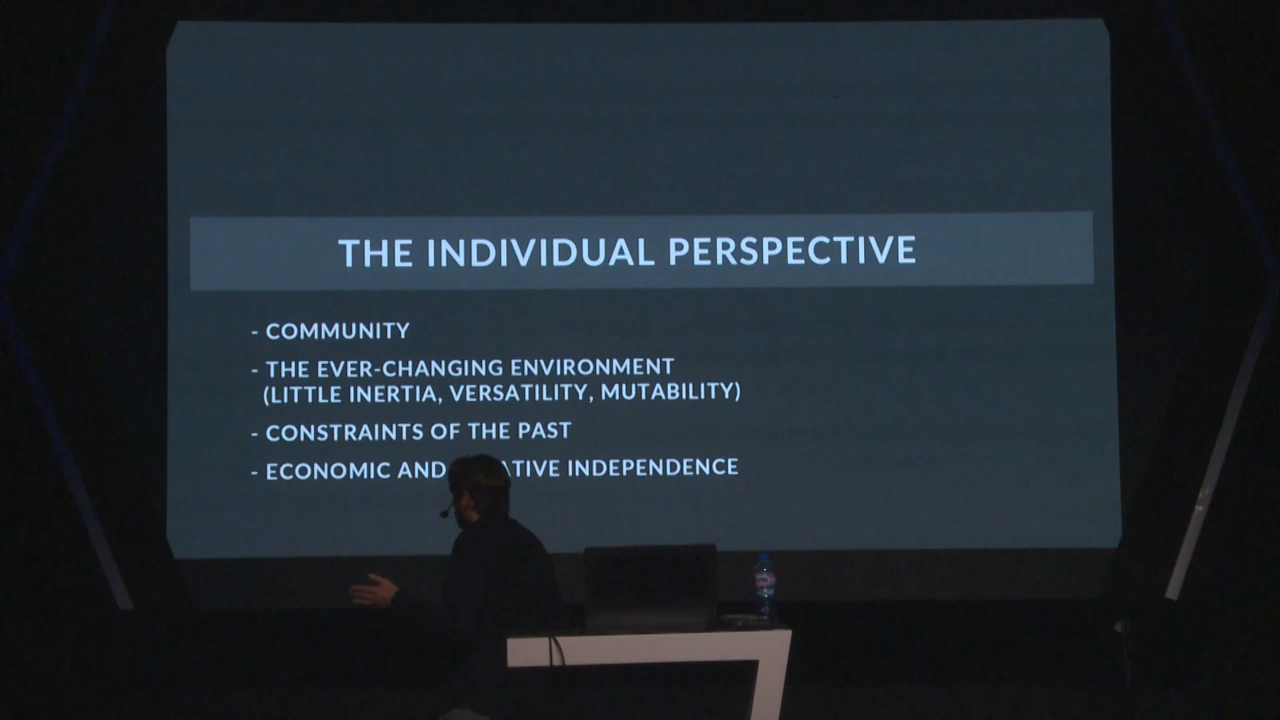 THE INDIVIDUAL PERSPECTIVE
- COMMUNITY
- THE EVER-CHANGING ENVIRONMENT
(LITTLE INERTIA, VERSATILITY, MUTABILITY)
- CONSTRAINTS OF THE PAST
- ECONOMIC AND INDEPENDENCE